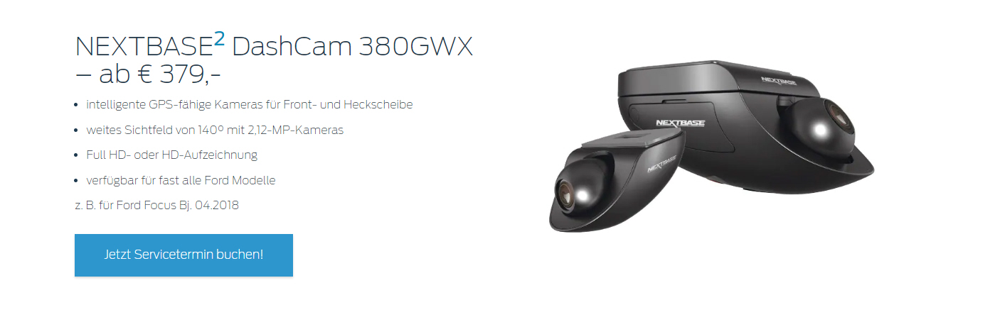 NEXTBASE² DashCam 380GWX
– ab € 379,-
• intelligente GPS-fähige Kameras für Front- und Heckscheibe
• weites Sichtfeld von 140º mit 2,12-MP-Kameras
• Full HD- oder HD-Aufzeichnung
• verfügbar für fast alle Ford Modelle
z. B. für Ford Focus Bj. 04.2018
Jetzt Servicetermin buchen!
NEXTBASE
NEXTBASE
NEXTBASE